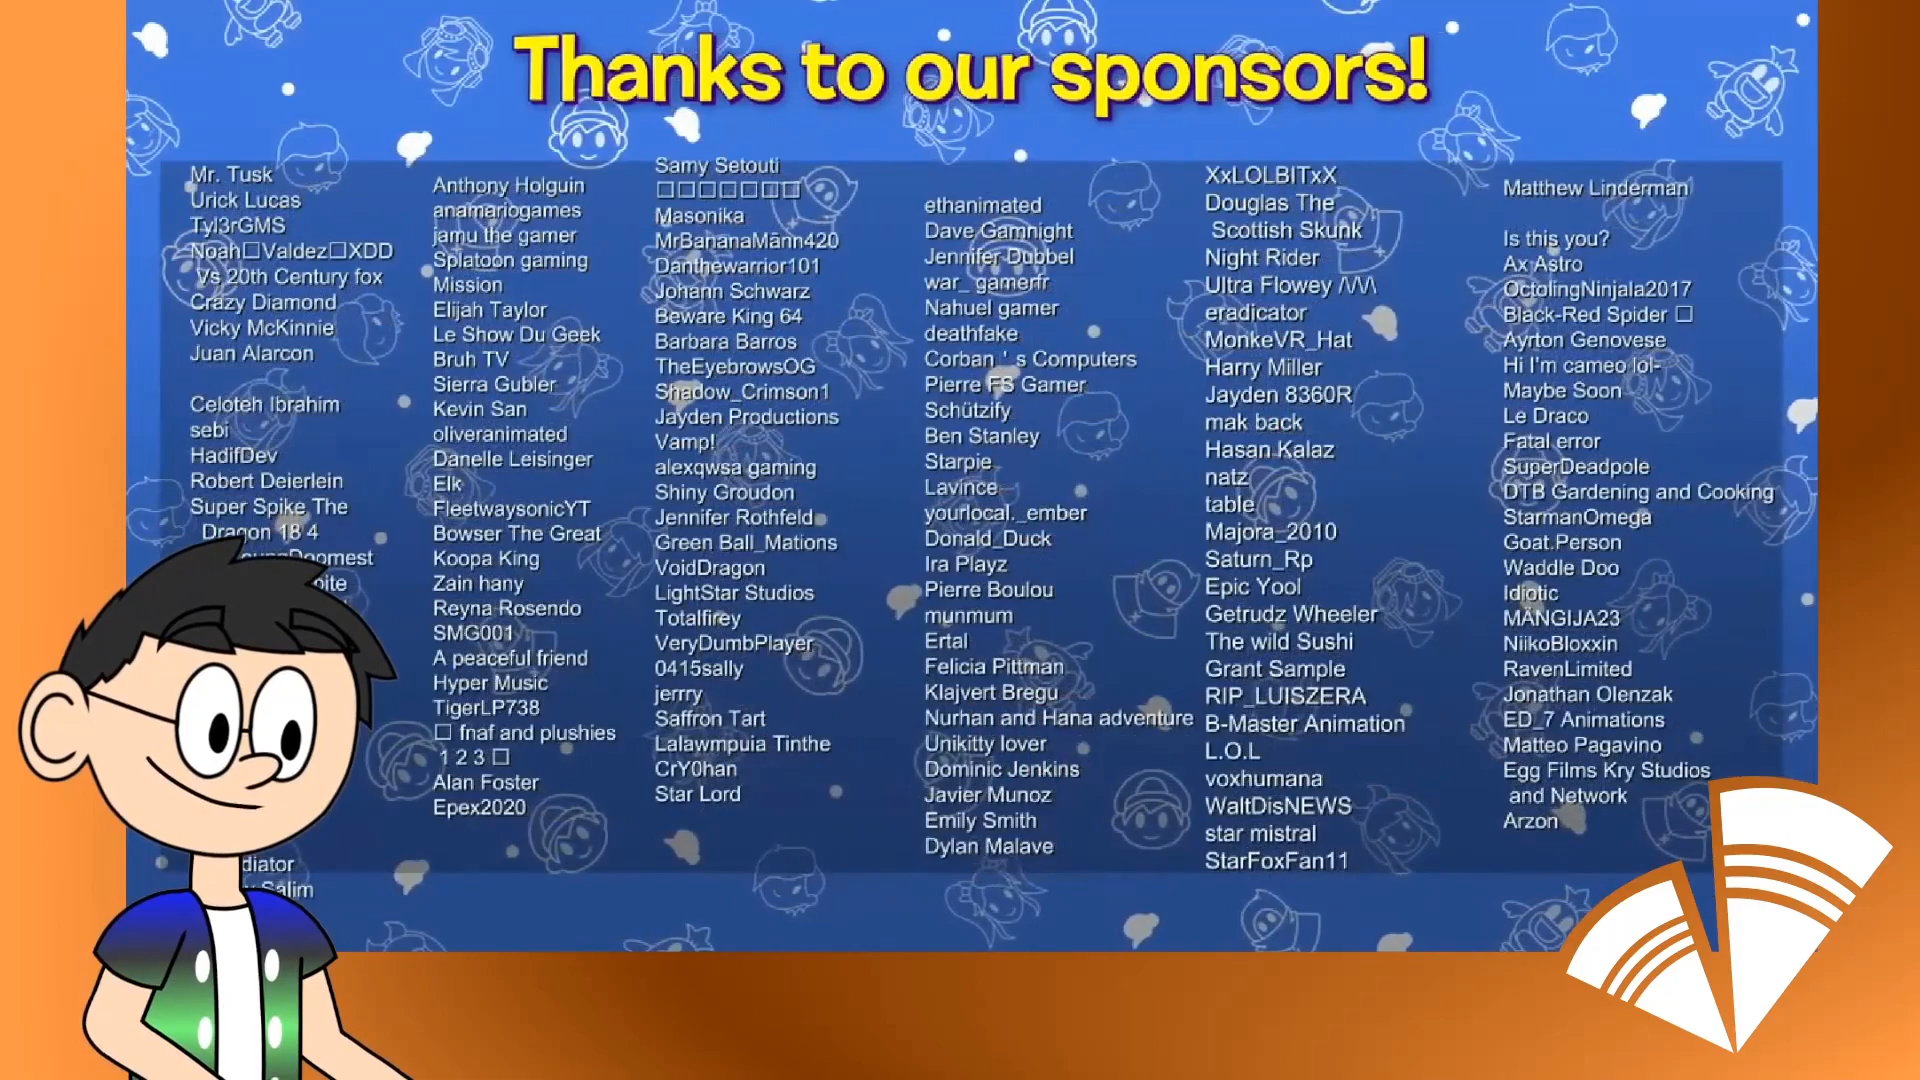 Thanks to our sponsors!
Mr. Tusk
Urick Lucas
Tyl3rGMS
Noah□Valdez□XDD
Vs 20th Century fox
Crazy Diamond
Vicky McKinnie
Juan Alarcon
Celoteh Ibrahim
sebi
HadifDev
Robert Deierlein
Super Spike The
Dragon 18 4
Anthony Holguin
anamariogames
jamu the gamer
Splatoon gaming
Mission
Elijah Taylor
Le Show Du Geek
Bruh TV
Sierra Gubler
Kevin San
oliveranimated
Danelle Leisinger
Elk
FleetwaysonicYT
Bowser The Great
Koopa King
Zain hany
Reyna Rosendo
SMG001
A peaceful friend
Hyper Music
TigerLP738
□ fnaf and plushies
1 2 3 □
Alan Foster
Epex2020
Samy Setouti
□□□□□□□
Masonika
MrBananaMānn420
Danthewarrior101
Johann Schwarz
Beware King 64
Barbara Barros
TheEyebrowsOG
Shadow_Crimson1
Jayden Productions
Vamp!
alexqwsa gaming
Shiny Groudon
Jennifer Rothfeld
Green Ball_Mations
VoidDragon
LightStar Studios
Totalfirey
VeryDumbPlayer
0415sally
jerrry
Saffron Tart
Lalawmpuia Tinthe
CrY0han
Star Lord
ethanimated
Dave Gamnight
Jennifer Dubbel
war_ gamerfr
Nahuel gamer
deathfake
Corban ' s Computers
Pierre FS Gamer
Schützify
Ben Stanley
Starpie
Lavince
yourlocal._ember
Donald_Duck
Ira Playz
Pierre Boulou
munmum
Ertal
Felicia Pittman
Klajvert Bregu
Nurhan and Hana adventure
Unikitty lover
Dominic Jenkins
Javier Munoz
Emily Smith
Dylan Malave
XxLOLBITxX
Douglas The
Scottish Skunk
Night Rider
Ultra Flowey /\/\/\
eradicator
MonkeVR_Hat
Harry Miller
Jayden 8360R
mak back
Hasan Kalaz
natz
table
Majora_2010
Saturn_Rp
Epic Yool
Getrudz Wheeler
The wild Sushi
Grant Sample
RIP_LUISZERA
B-Master Animation
L.O.L
voxhumana
WaltDisNEWS
star mistral
StarFoxFan11
Matthew Linderman
Is this you?
Ax Astro
OctolingNinjala2017
Black-Red Spider □
Ayrton Genovese
Hi I'm cameo lol-
Maybe Soon
Le Draco
Fatal error
SuperDeadpole
DTB Gardening and Cooking
StarmanOmega
Goat.Person
Waddle Doo
Idiotic
MÄNGIJA23
NiikoBloxxin
RavenLimited
Jonathan Olenzak
ED_7 Animations
Matteo Pagavino
Egg Films Kry Studios
and Network
Arzon